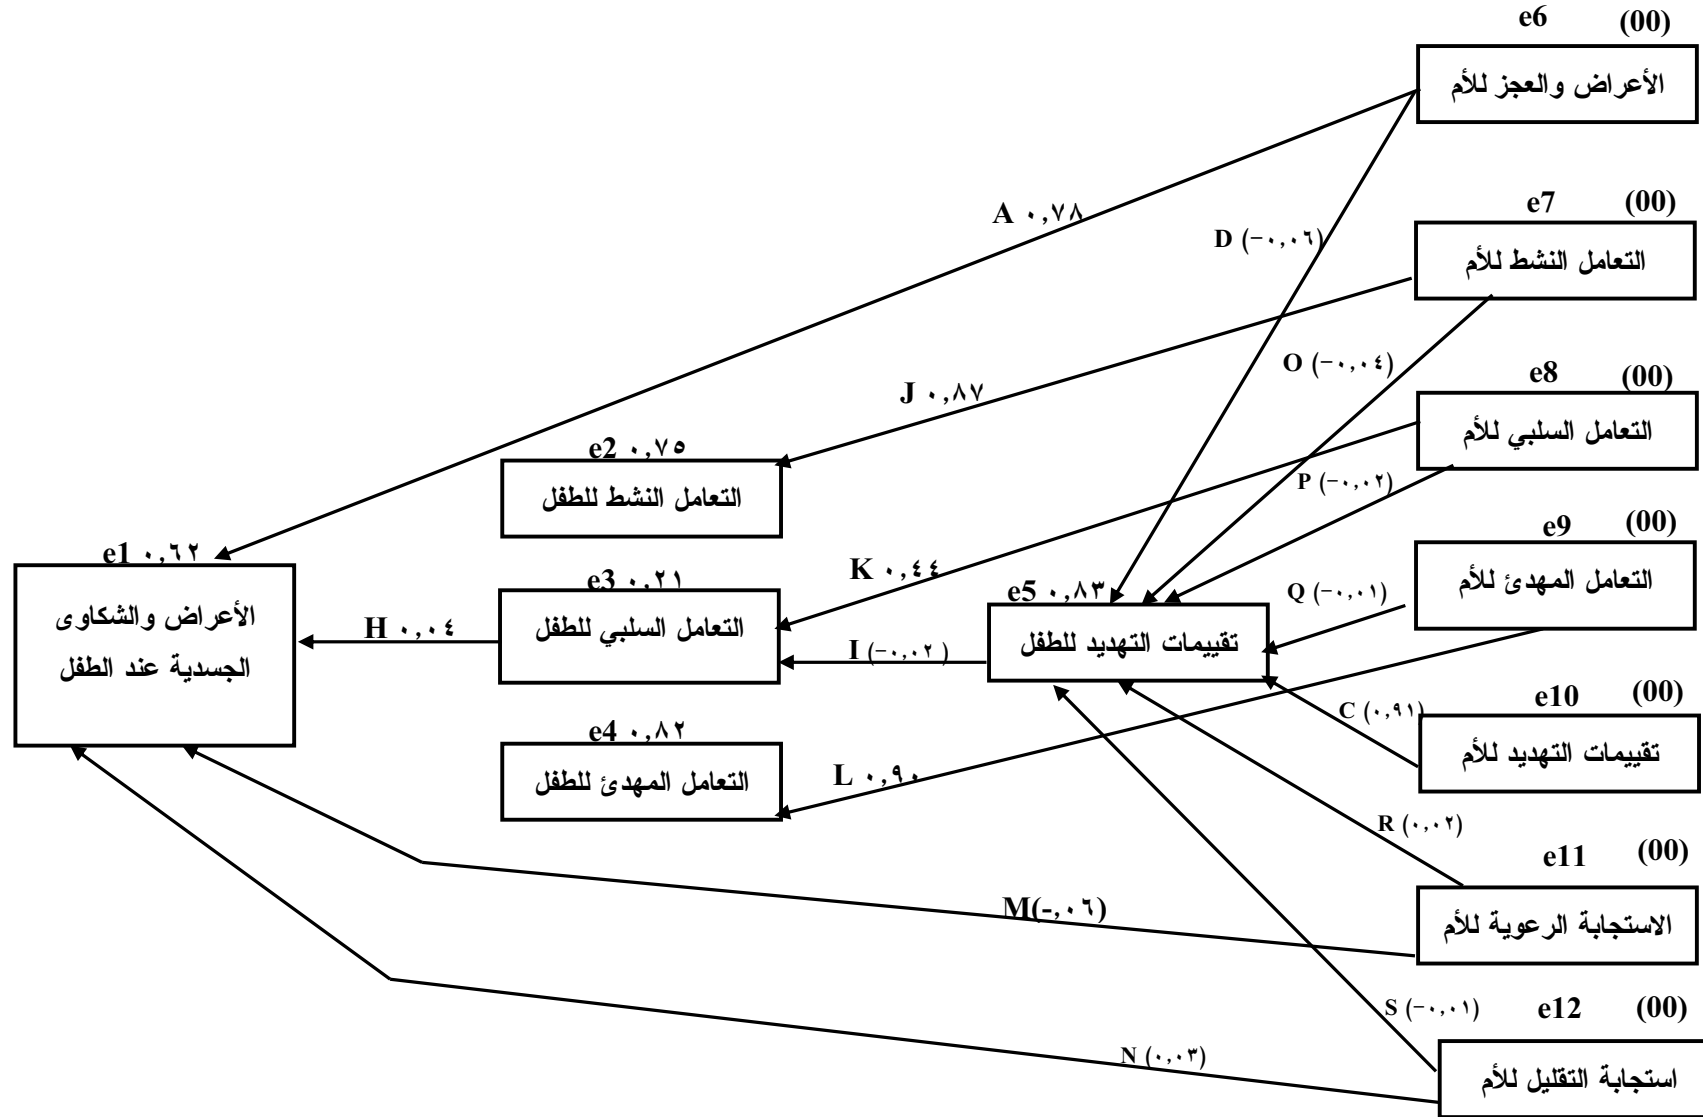 e6 (00)
الأعراض والعجز للأم
A ٠,٧٨
D (−٠,٠٦)
e7 (00)
التعامل النشط للأم
J ٠,٨٧
O (−٠,٠٤)
e8 (00)
التعامل السلبي للأم
e2 ٠,٧٥
التعامل النشط للطفل
P (−٠,٠٢)
e9 (00)
التعامل المهدئ للأم
e1 ٠,٦٢
الأعراض والشكاوى
الجسدية عند الطفل
K ٠,٤٤
e3 ٠,٢١
التعامل السلبي للطفل
H ٠,٠٤
e5 ٠,٨٣
تقييمات التهديد للطفل
Q (−٠,٠١)
I (−٠,٠٢)
e10 (00)
تقييمات التهديد للأم
C (٠,٩١)
e4 ٠,٨٢
التعامل المهدئ للطفل
L ٠,٩٠
R (٠,٠٢)
e11 (00)
الاستجابة الرعوية للأم
M(-,٠٦)
S (−٠,٠١)
e12 (00)
استجابة التقليل للأم
N (٠,٠٣)